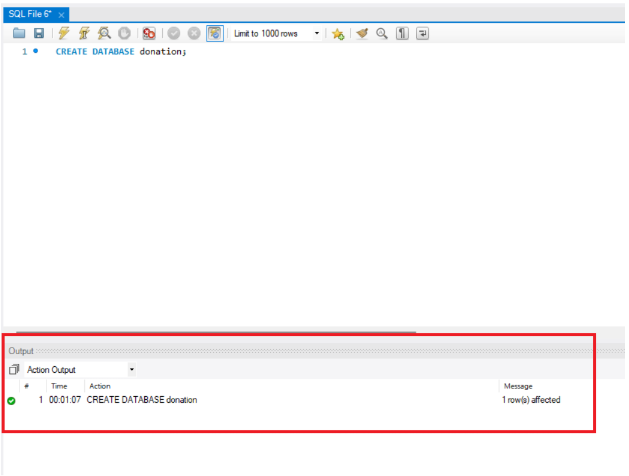 SQL File 6*
Limit to 1000 rows
1 CREATE DATABASE donation;
Output
Action Output
# Time Action Message
1 00:01:07 CREATE DATABASE donation 1 row(s) affected